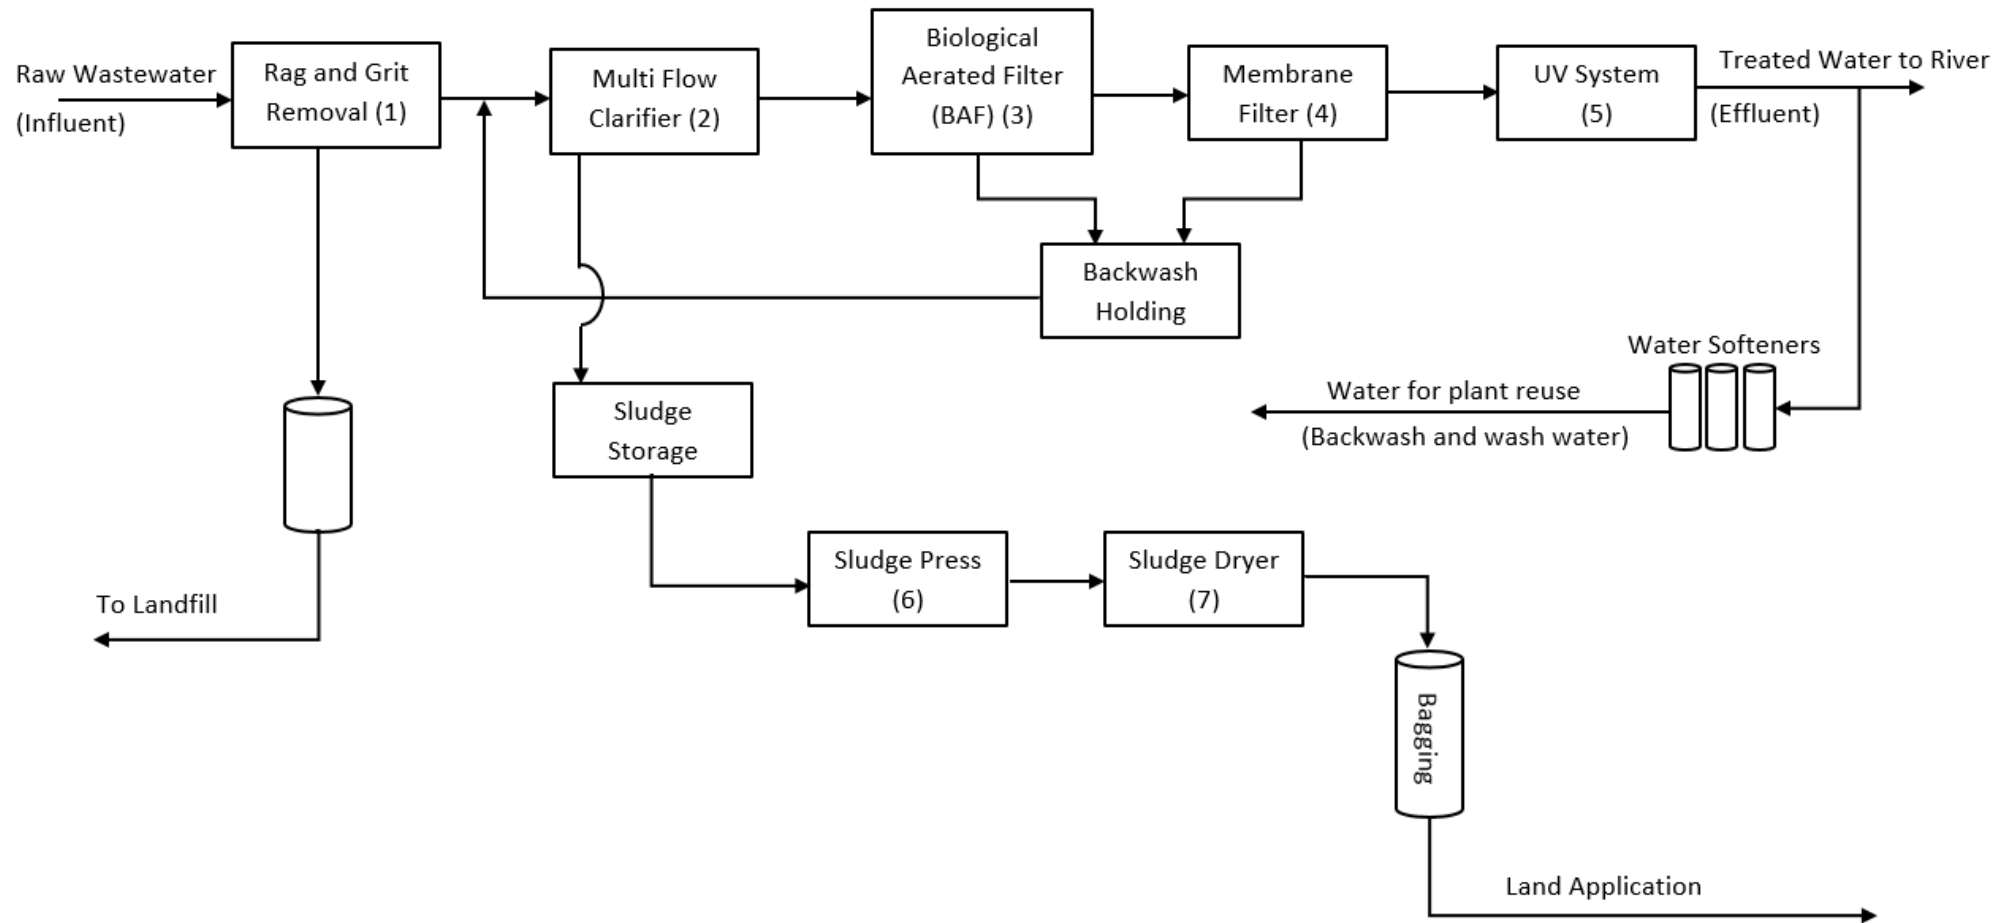 Raw Wastewater
(Influent)
Rag and Grit
Removal (1)
Multi Flow
Clarifier (2)
Biological
Aerated Filter
(BAF) (3)
Membrane
Filter (4)
UV System
(5)
Treated Water to River
(Effluent)
Backwash
Holding
Water Softeners
Water for plant reuse
(Backwash and wash water)
Sludge
Storage
Sludge Press
(6)
Sludge Dryer
(7)
To Landfill
Bagging
Land Application